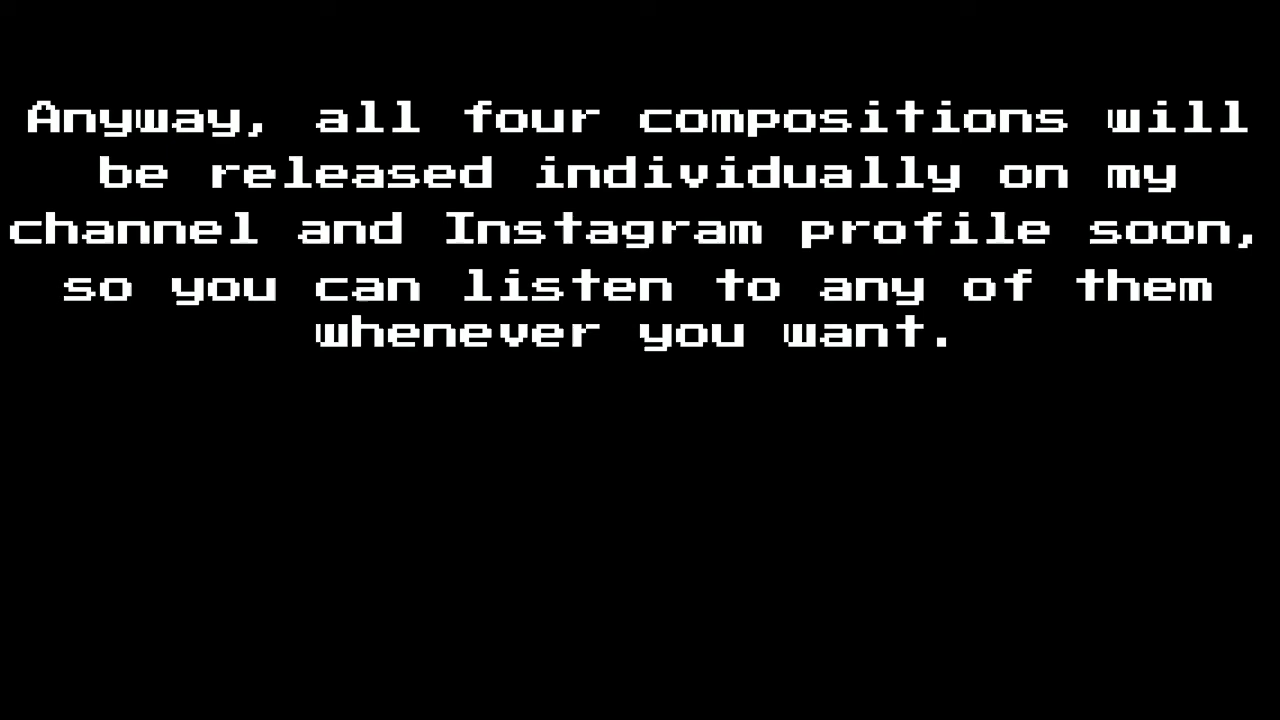 Anyway, all four compositions will
be released individually on my
channel and Instagram profile soon,
so you can listen to any of them
whenever you want.